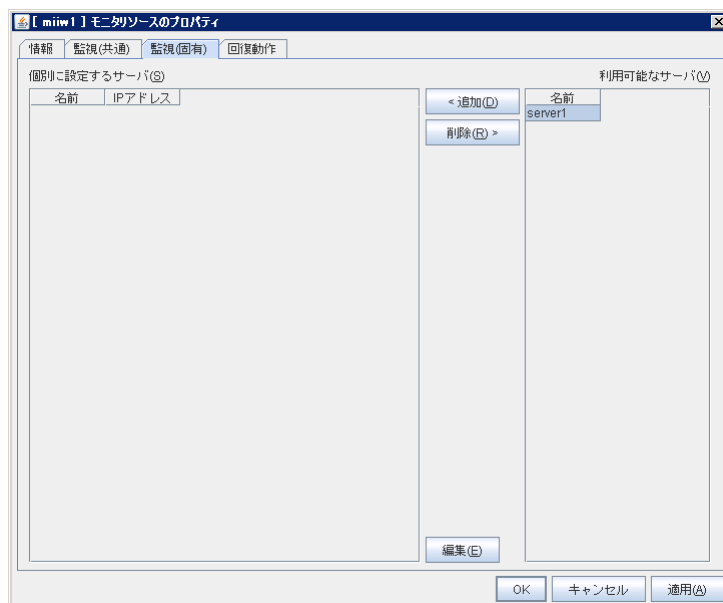 [ miiw1 ] モニタリソースのプロパティ
情報 監視(共通) 監視(固有) 回復動作
個別に設定するサーバ(S) 利用可能なサーバ(V)
名前 IPアドレス < 追加(D) 名前
server1
削除(R) >
編集(E)
OK キャンセル 適用(A)